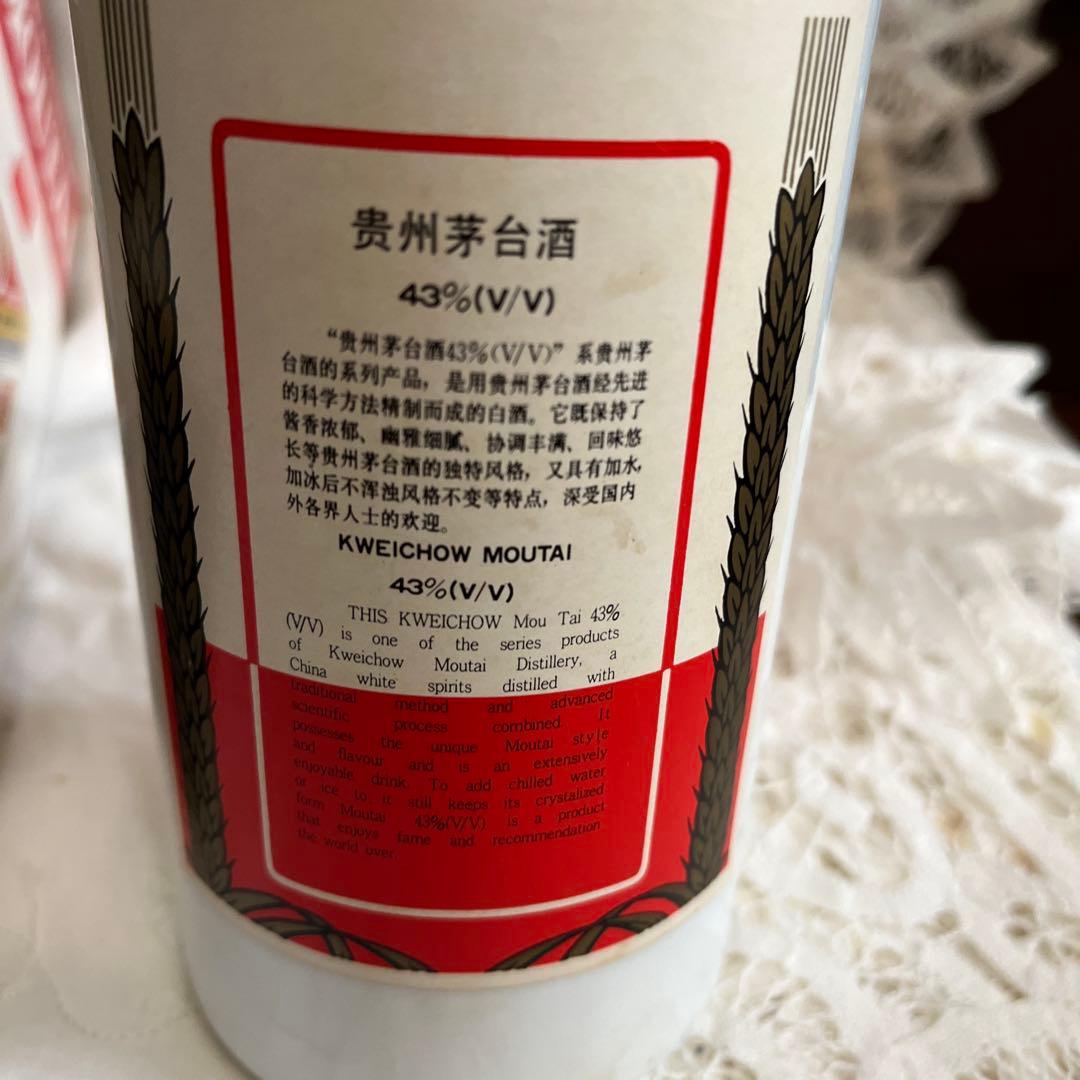 贵州茅台酒
43%(V/V)
“贵州茅台酒43%(V/V)”系贵州茅
台酒的系列产品，是用贵州茅台酒经先进
的科学方法精制而成的白酒。它既保持了
酱香浓郁、幽雅细腻、协调丰满、回味悠
长等贵州茅台酒的独特风格，又具有加水，
加冰后不浑浊风格不变等特点，深受国内
外各界人士的欢迎。
KWEICHOW MOUTAI
43%(V/V)
THIS KWEICHOW Mou Tai 43%
(V/V) is one of the series products
of Kweichow Moutai Distillery, a
China white spirits distilled with
traditional method and advanced
scientific process combined. It
possesses the unique Moutai style
and flavour and is an extensively
enjoyable drink. To add chilled water
or ice to it still keeps its crystalized
form Moutai 43%(V/V) is a product
that enjoys fame and recommendation
the world over.